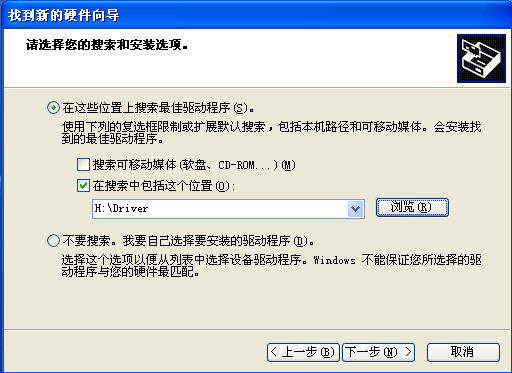 找到新的硬件向导
请选择您的搜索和安装选项。
在这些位置上搜索最佳驱动程序(S)。
使用下列的复选框限制或扩展默认搜索,包括本机路径和可移动媒体。会安装找
到的最佳驱动程序。
搜索可移动媒体(软盘、CD-ROM...)(M)
在搜索中包括这个位置(O):
H:\Driver
浏览(R)
不要搜索。我要自己选择要安装的驱动程序(D)。
选择这个选项以便从列表中选择设备驱动程序。Windows 不能保证您所选择的驱
动程序与您的硬件最匹配。
< 上一步(B)
下一步(N) >
取消